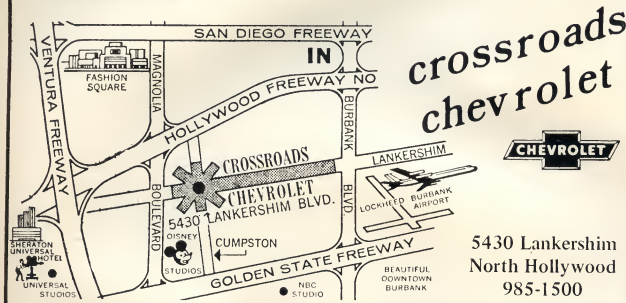 SAN DIEGO FREEWAY
IN
VENTURA FREEWAY
FASHION
SQUARE
MAGNOLIA
BOULEVARD
HOLLYWOOD FREEWAY NO
BURBANK
BLVD.
CROSSROADS
CHEVROLET
5430 LANKERSHIM BLVD.
LANKERSHIM
LOCKHEED BURBANK
AIRPORT
DISNEY
STUDIOS
CUMPSTON
SHERATON
UNIVERSAL
HOTEL
UNIVERSAL
STUDIOS
GOLDEN STATE FREEWAY
NBC
STUDIO
BEAUTIFUL
DOWNTOWN
BURBANK
crossroads
chevrolet
CHEVROLET
5430 Lankershim
North Hollywood
985-1500